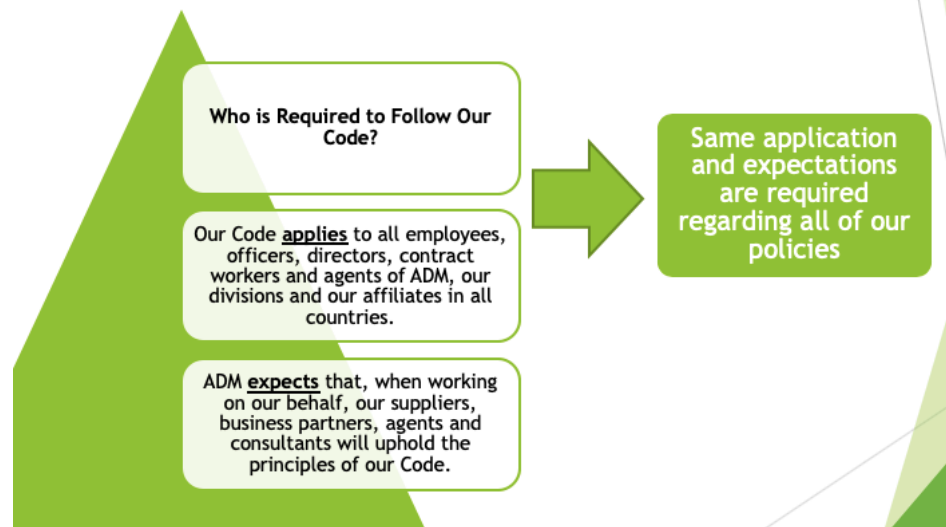 Who is Required to Follow Our
Code?
Our Code applies to all employees,
officers, directors, contract
workers and agents of ADM, our
divisions and our affiliates in all
countries.
ADM expects that, when working
on our behalf, our suppliers,
business partners, agents and
consultants will uphold the
principles of our Code.
Same application
and expectations
are required
regarding all of our
policies